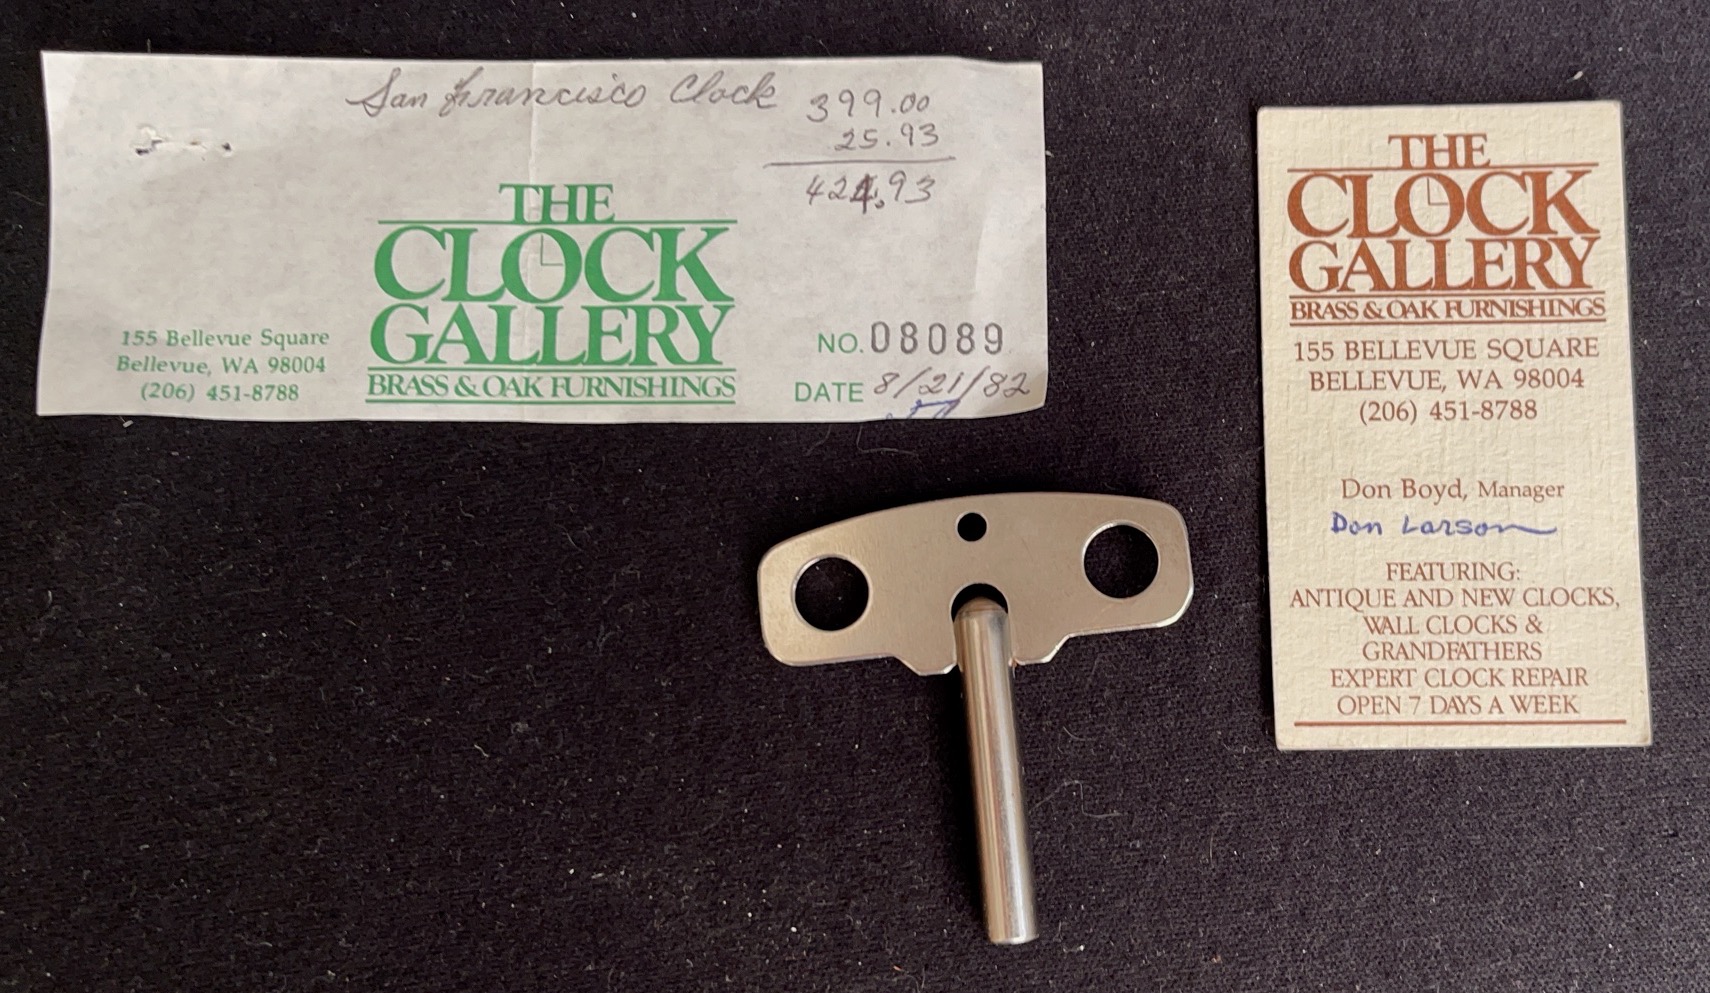 San Francisco Clock 399.00
25.93
424.93
THE
CLOCK
GALLERY
BRASS & OAK FURNISHINGS
155 Bellevue Square
Bellevue, WA 98004
(206) 451-8788
NO. 08089
DATE 8/21/82
THE
CLOCK
GALLERY
BRASS & OAK FURNISHINGS
155 BELLEVUE SQUARE
BELLEVUE, WA 98004
(206) 451-8788
Don Boyd, Manager
Don Larson
FEATURING:
ANTIQUE AND NEW CLOCKS,
WALL CLOCKS &
GRANDFATHERS
EXPERT CLOCK REPAIR
OPEN 7 DAYS A WEEK